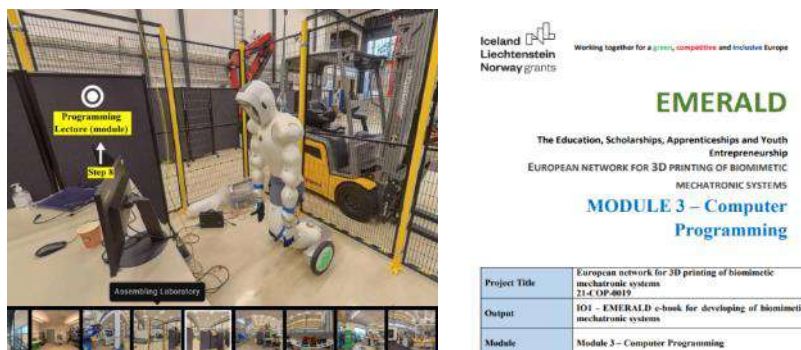 Programming
Lecture (module)
Step 8
Assembling Laboratory
Iceland
Liechtenstein
Norway grants
Working together for a green, competitive and inclusive Europe
EMERALD
The Education, Scholarships, Apprenticeships and Youth
Entrepreneurship
EUROPEAN NETWORK FOR 3D PRINTING OF BIOMIMETIC
MECHATRONIC SYSTEMS
MODULE 3 – Computer
Programming
Project Title
European network for 3D printing of biomimetic
mechatronic systems
21-COP-0019
Output
IO1 - EMERALD e-book for developing of biomimeti
mechatronic systems
Module
Module 3 – Computer Programming